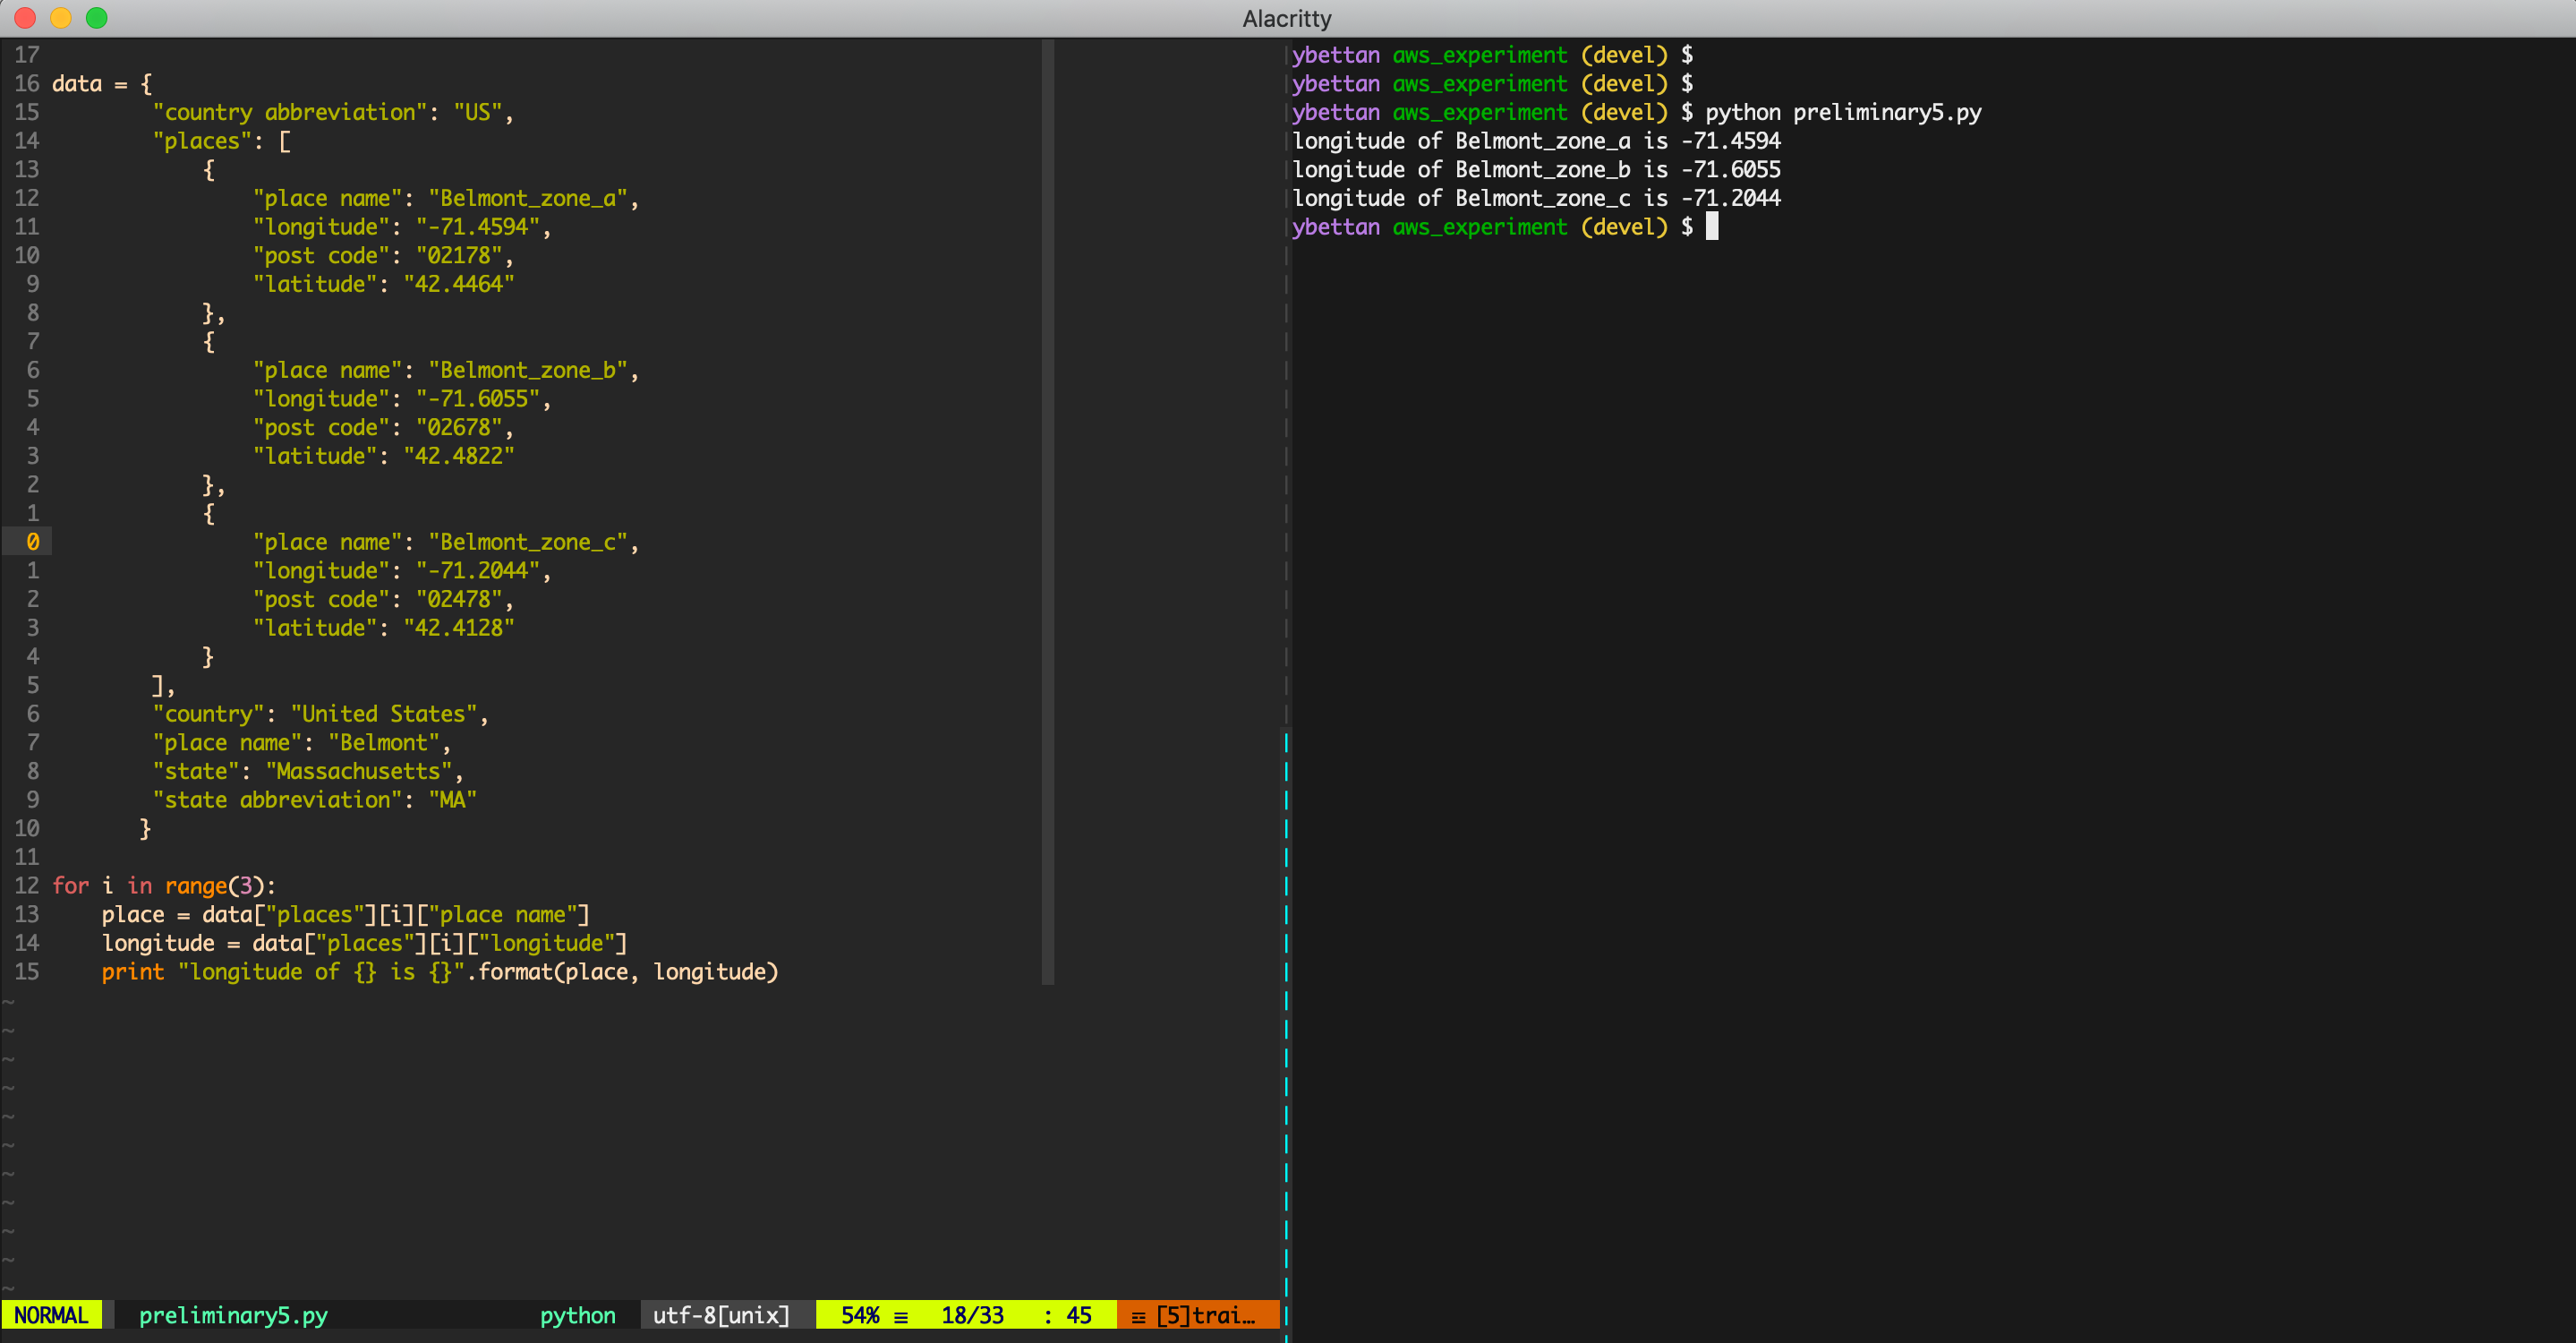 Alacritty
17
16 data = {
15 "country abbreviation": "US",
14 "places": [
13 {
12 "place name": "Belmont_zone_a",
11 "longitude": "-71.4594",
10 "post code": "02178",
9 "latitude": "42.4464"
8 },
7 {
6 "place name": "Belmont_zone_b",
5 "longitude": "-71.6055",
4 "post code": "02678",
3 "latitude": "42.4822"
2 },
1 {
0 "place name": "Belmont_zone_c",
1 "longitude": "-71.2044",
2 "post code": "02478",
3 "latitude": "42.4128"
4 }
5 ],
6 "country": "United States",
7 "place name": "Belmont",
8 "state": "Massachusetts",
9 "state abbreviation": "MA"
10 }
11
12 for i in range(3):
13 place = data["places"][i]["place name"]
14 longitude = data["places"][i]["longitude"]
15 print "longitude of {} is {}".format(place, longitude)
~
~
~
~
~
~
~
~
~
~
~
NORMAL preliminary5.py python utf-8[unix] 54% ≡ 18/33 : 45 ≡ [5]trai…
ybettan aws_experiment (devel) $
ybettan aws_experiment (devel) $
ybettan aws_experiment (devel) $ python preliminary5.py
longitude of Belmont_zone_a is -71.4594
longitude of Belmont_zone_b is -71.6055
longitude of Belmont_zone_c is -71.2044
ybettan aws_experiment (devel) $